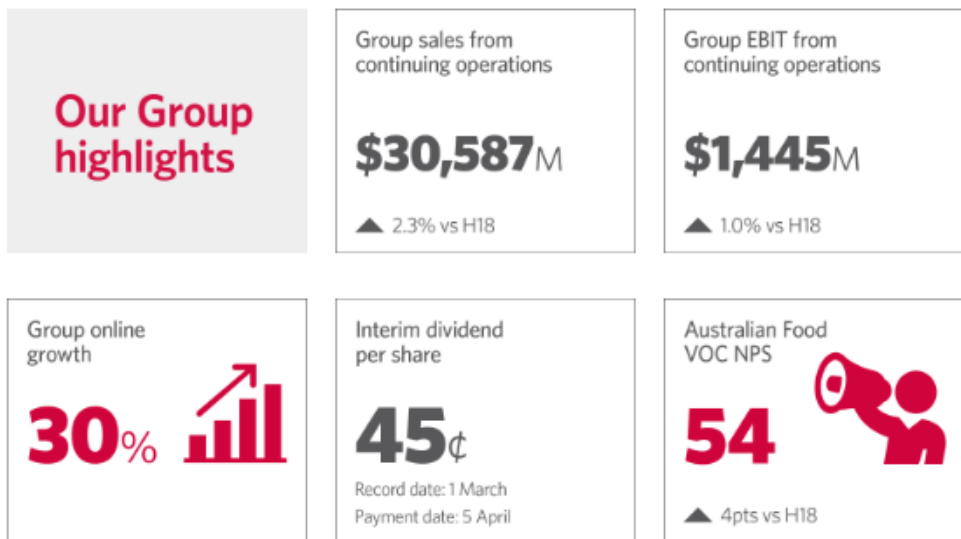 Our Group
highlights
Group sales from
continuing operations
$30,587M
▲ 2.3% vs H18
Group EBIT from
continuing operations
$1,445M
▲ 1.0% vs H18
Group online
growth
30%
Interim dividend
per share
45¢
Record date: 1 March
Payment date: 5 April
Australian Food
VOC NPS
54
▲ 4pts vs H18